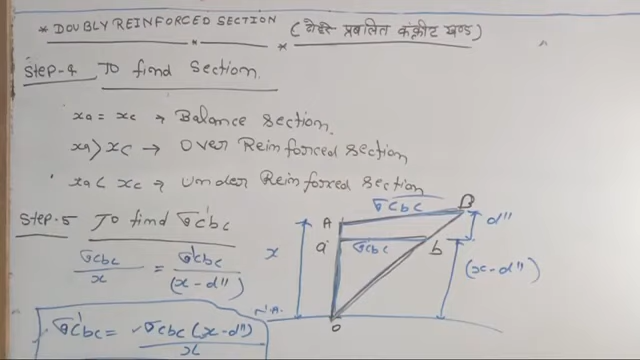 * DOUBLY REINFORCED SECTION (दोहरे प्रबलित कंक्रीट खण्ड)
Step-4 To find Section.
xa = xc → Balance section.
xa > xc → Over Reinforced section
xa < xc → Under Reinforced section
Step-5 To find σ'cbc
σcbc / x = σ'cbc / (x - d")
σ'cbc = σcbc (x - d") / x
σcbc B
A d"
a σ'cbc b
x (x - d")
N.A.
O